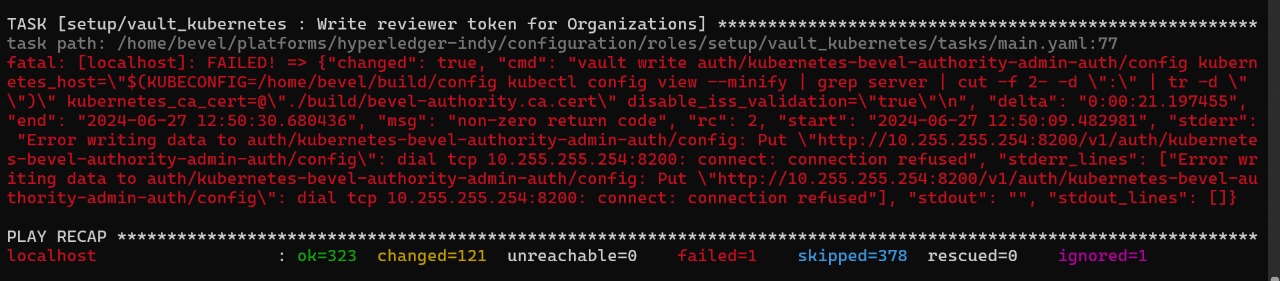 TASK [setup/vault_kubernetes : Write reviewer token for Organizations] ******************************************************
task path: /home/bevel/platforms/hyperledger-indy/configuration/roles/setup/vault_kubernetes/tasks/main.yaml:77
fatal: [localhost]: FAILED! => {"changed": true, "cmd": "vault write auth/kubernetes-bevel-authority-admin-auth/config kubern
etes_host=\"$(KUBECONFIG=/home/bevel/build/config kubectl config view --minify | grep server | cut -f 2- -d \":\" | tr -d \"
\")\" kubernetes_ca_cert=@\"./build/bevel-authority.ca.cert\" disable_iss_validation=\"true\"\n", "delta": "0:00:21.197455",
"end": "2024-06-27 12:50:30.680436", "msg": "non-zero return code", "rc": 2, "start": "2024-06-27 12:50:09.482981", "stderr":
"Error writing data to auth/kubernetes-bevel-authority-admin-auth/config: Put \"http://10.255.255.254:8200/v1/auth/kubernete
s-bevel-authority-admin-auth/config\": dial tcp 10.255.255.254:8200: connect: connection refused", "stderr_lines": ["Error wr
iting data to auth/kubernetes-bevel-authority-admin-auth/config: Put \"http://10.255.255.254:8200/v1/auth/kubernetes-bevel-au
thority-admin-auth/config\": dial tcp 10.255.255.254:8200: connect: connection refused"], "stdout": "", "stdout_lines": []}
PLAY RECAP ******************************************************************************************************************
localhost : ok=323 changed=121 unreachable=0 failed=1 skipped=378 rescued=0 ignored=1